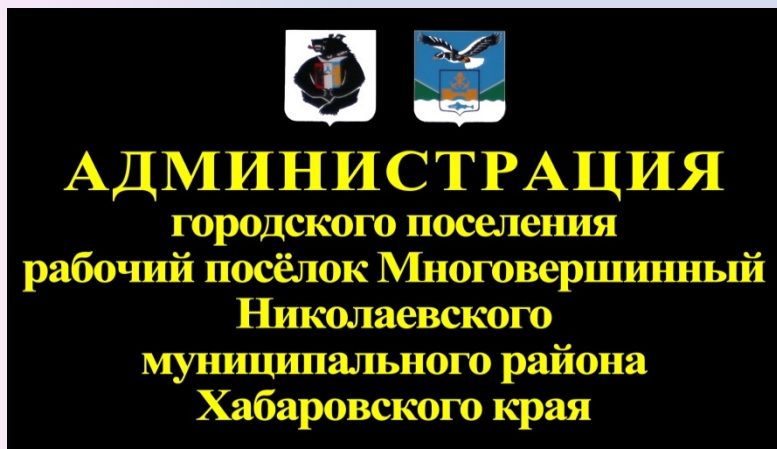 АДМИНИСТРАЦИЯ
городского поселения
рабочий посёлок Многовершинный
Николаевского
муниципального района
Хабаровского края